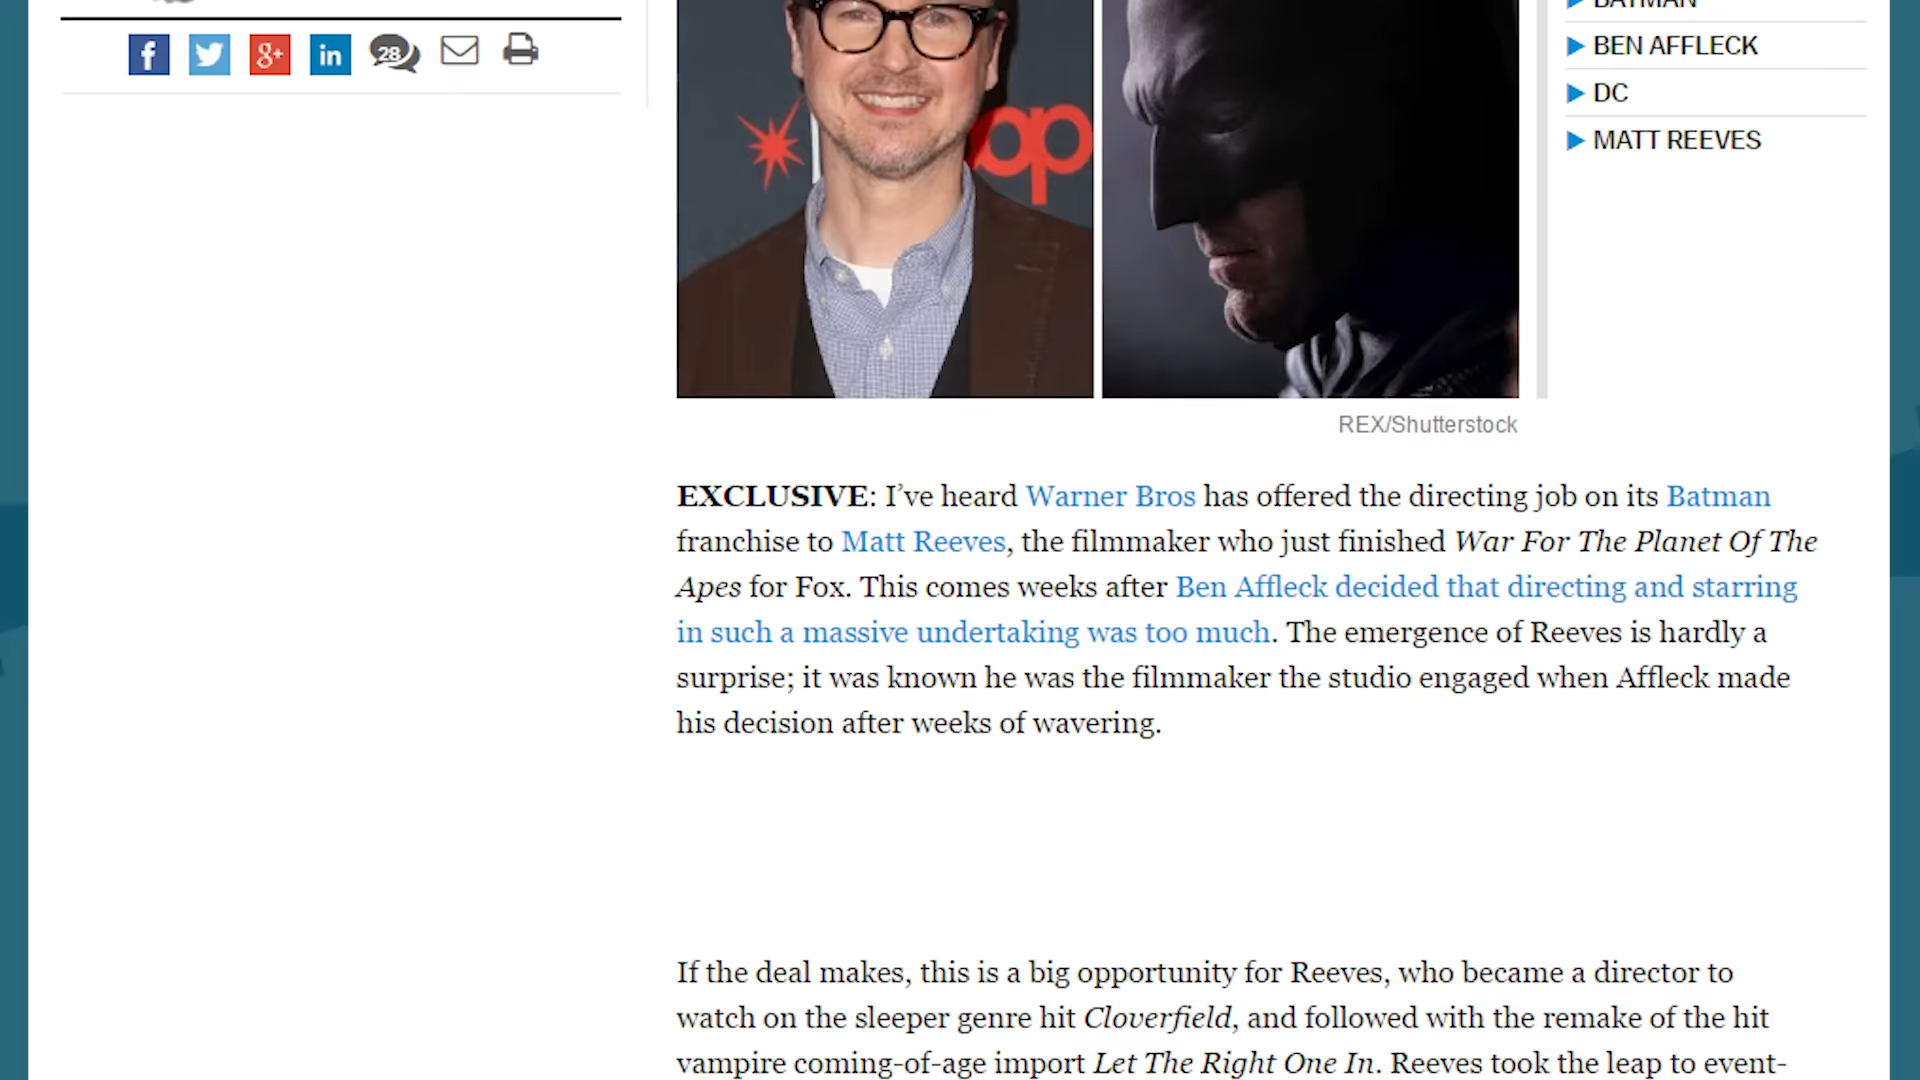 BATMAN
28
BEN AFFLECK
DC
MATT REEVES
op
REX/Shutterstock
EXCLUSIVE: I’ve heard Warner Bros has offered the directing job on its Batman
franchise to Matt Reeves, the filmmaker who just finished War For The Planet Of The
Apes for Fox. This comes weeks after Ben Affleck decided that directing and starring
in such a massive undertaking was too much. The emergence of Reeves is hardly a
surprise; it was known he was the filmmaker the studio engaged when Affleck made
his decision after weeks of wavering.
If the deal makes, this is a big opportunity for Reeves, who became a director to
watch on the sleeper genre hit Cloverfield, and followed with the remake of the hit
vampire coming-of-age import Let The Right One In. Reeves took the leap to event-